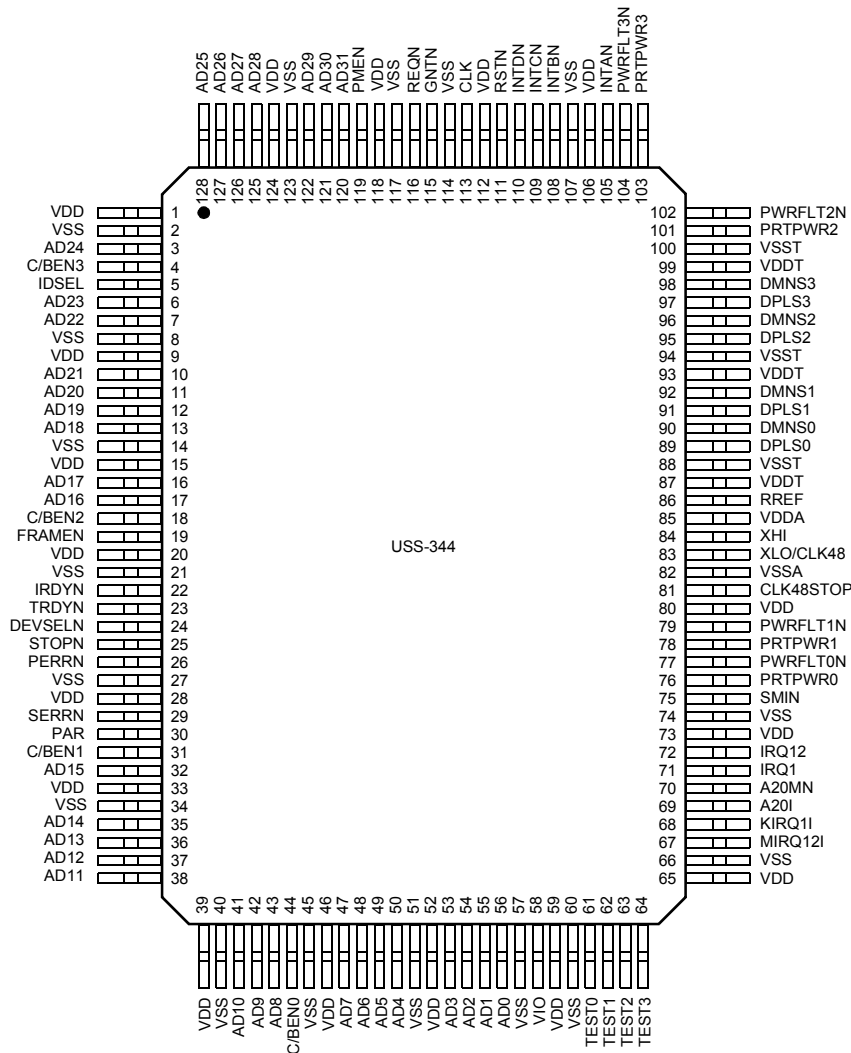 AD25 AD26 AD27 AD28 VDD VSS AD29 AD30 AD31 PMEN VDD VSS REQN GNTN VSS CLK VDD RSTN INTDN INTCN INTBN VSS VDD INTAN PWRFLT3N PRTPWR3
128 127 126 125 124 123 122 121 120 119 118 117 116 115 114 113 112 111 110 109 108 107 106 105 104 103
VDD 1 102 PWRFLT2N
VSS 2 101 PRTPWR2
AD24 3 100 VSST
C/BEN3 4 99 VDDT
IDSEL 5 98 DMNS3
AD23 6 97 DPLS3
AD22 7 96 DMNS2
VSS 8 95 DPLS2
VDD 9 94 VSST
AD21 10 93 VDDT
AD20 11 92 DMNS1
AD19 12 91 DPLS1
AD18 13 90 DMNS0
VSS 14 89 DPLS0
VDD 15 88 VSST
AD17 16 87 VDDT
AD16 17 86 RREF
C/BEN2 18 85 VDDA
FRAMEN 19 84 XHI
USS-344
VDD 20 83 XLO/CLK48
VSS 21 82 VSSA
IRDYN 22 81 CLK48STOP
TRDYN 23 80 VDD
DEVSELN 24 79 PWRFLT1N
STOPN 25 78 PRTPWR1
PERRN 26 77 PWRFLT0N
VSS 27 76 PRTPWR0
VDD 28 75 SMIN
SERRN 29 74 VSS
PAR 30 73 VDD
C/BEN1 31 72 IRQ12
AD15 32 71 IRQ1
VDD 33 70 A20MN
VSS 34 69 A20I
AD14 35 68 KIRQ1I
AD13 36 67 MIRQ12I
AD12 37 66 VSS
AD11 38 65 VDD
39 40 41 42 43 44 45 46 47 48 49 50 51 52 53 54 55 56 57 58 59 60 61 62 63 64
VDD VSS AD10 AD9 AD8 C/BEN0 VSS VDD AD7 AD6 AD5 AD4 VSS VDD AD3 AD2 AD1 AD0 VSS VIO VDD VSS TEST0 TEST1 TEST2 TEST3